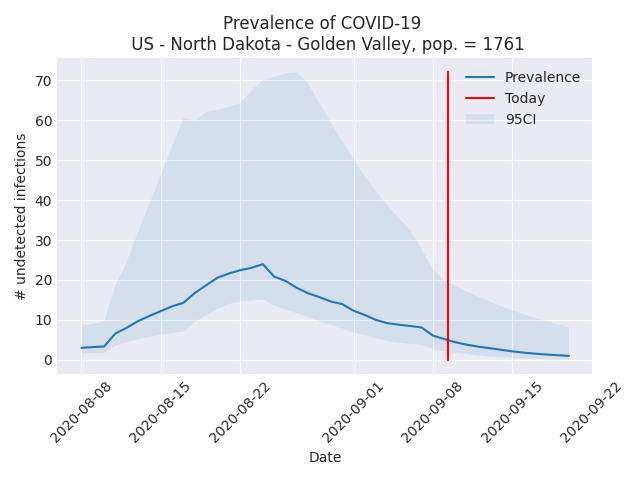 Prevalence of COVID-19
US - North Dakota - Golden Valley, pop. = 1761
Prevalence
Today
95CI
70
60
50
40
30
20
10
0
# undetected infections
2020-08-08
2020-08-15
2020-08-22
2020-09-01
2020-09-08
2020-09-15
2020-09-22
Date